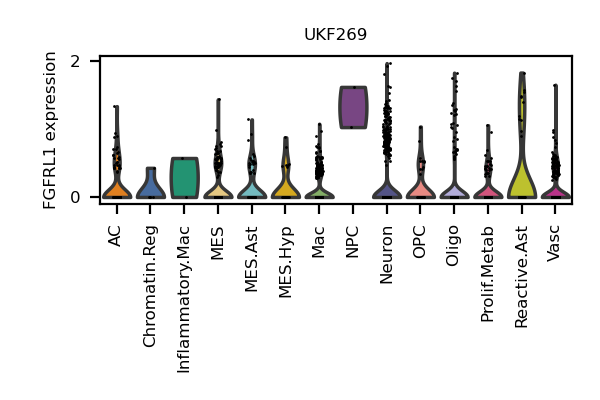 UKF269
FGFRL1 expression
2
0
AC
Chromatin.Reg
Inflammatory.Mac
MES
MES.Ast
MES.Hyp
Mac
NPC
Neuron
OPC
Oligo
Prolif.Metab
Reactive.Ast
Vasc